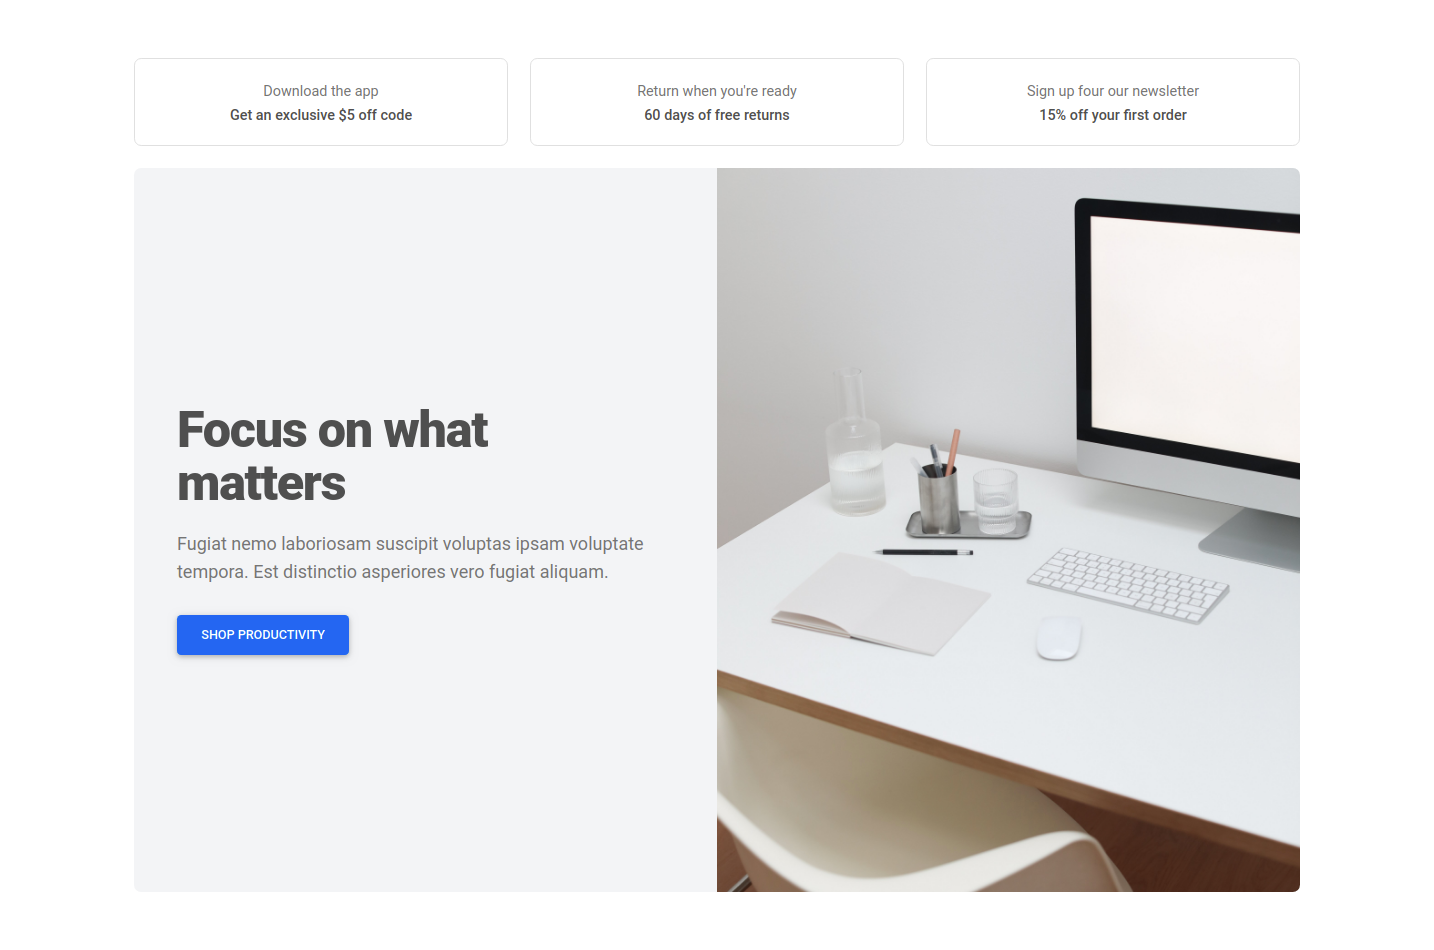 Download the app
Get an exclusive $5 off code
Return when you're ready
60 days of free returns
Sign up four our newsletter
15% off your first order
Focus on what
matters
Fugiat nemo laboriosam suscipit voluptas ipsam voluptate
tempora. Est distinctio asperiores vero fugiat aliquam.
SHOP PRODUCTIVITY